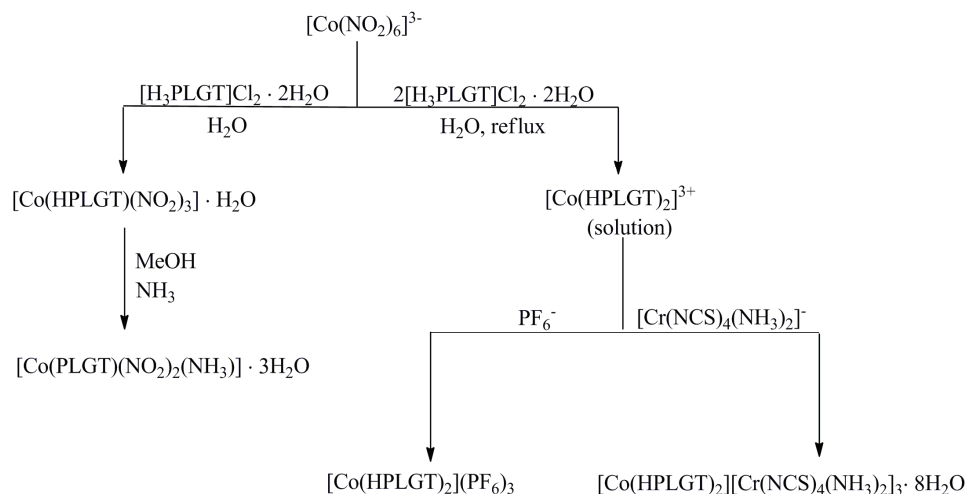 [Co(NO₂)₆]³⁻
[H₃PLGT]Cl₂ · 2H₂O
H₂O
2[H₃PLGT]Cl₂ · 2H₂O
H₂O, reflux
[Co(HPLGT)(NO₂)₃] · H₂O
[Co(HPLGT)₂]³⁺
(solution)
MeOH
NH₃
PF₆⁻
[Cr(NCS)₄(NH₃)₂]⁻
[Co(PLGT)(NO₂)₂(NH₃)] · 3H₂O
[Co(HPLGT)₂](PF₆)₃
[Co(HPLGT)₂][Cr(NCS)₄(NH₃)₂]₃· 8H₂O